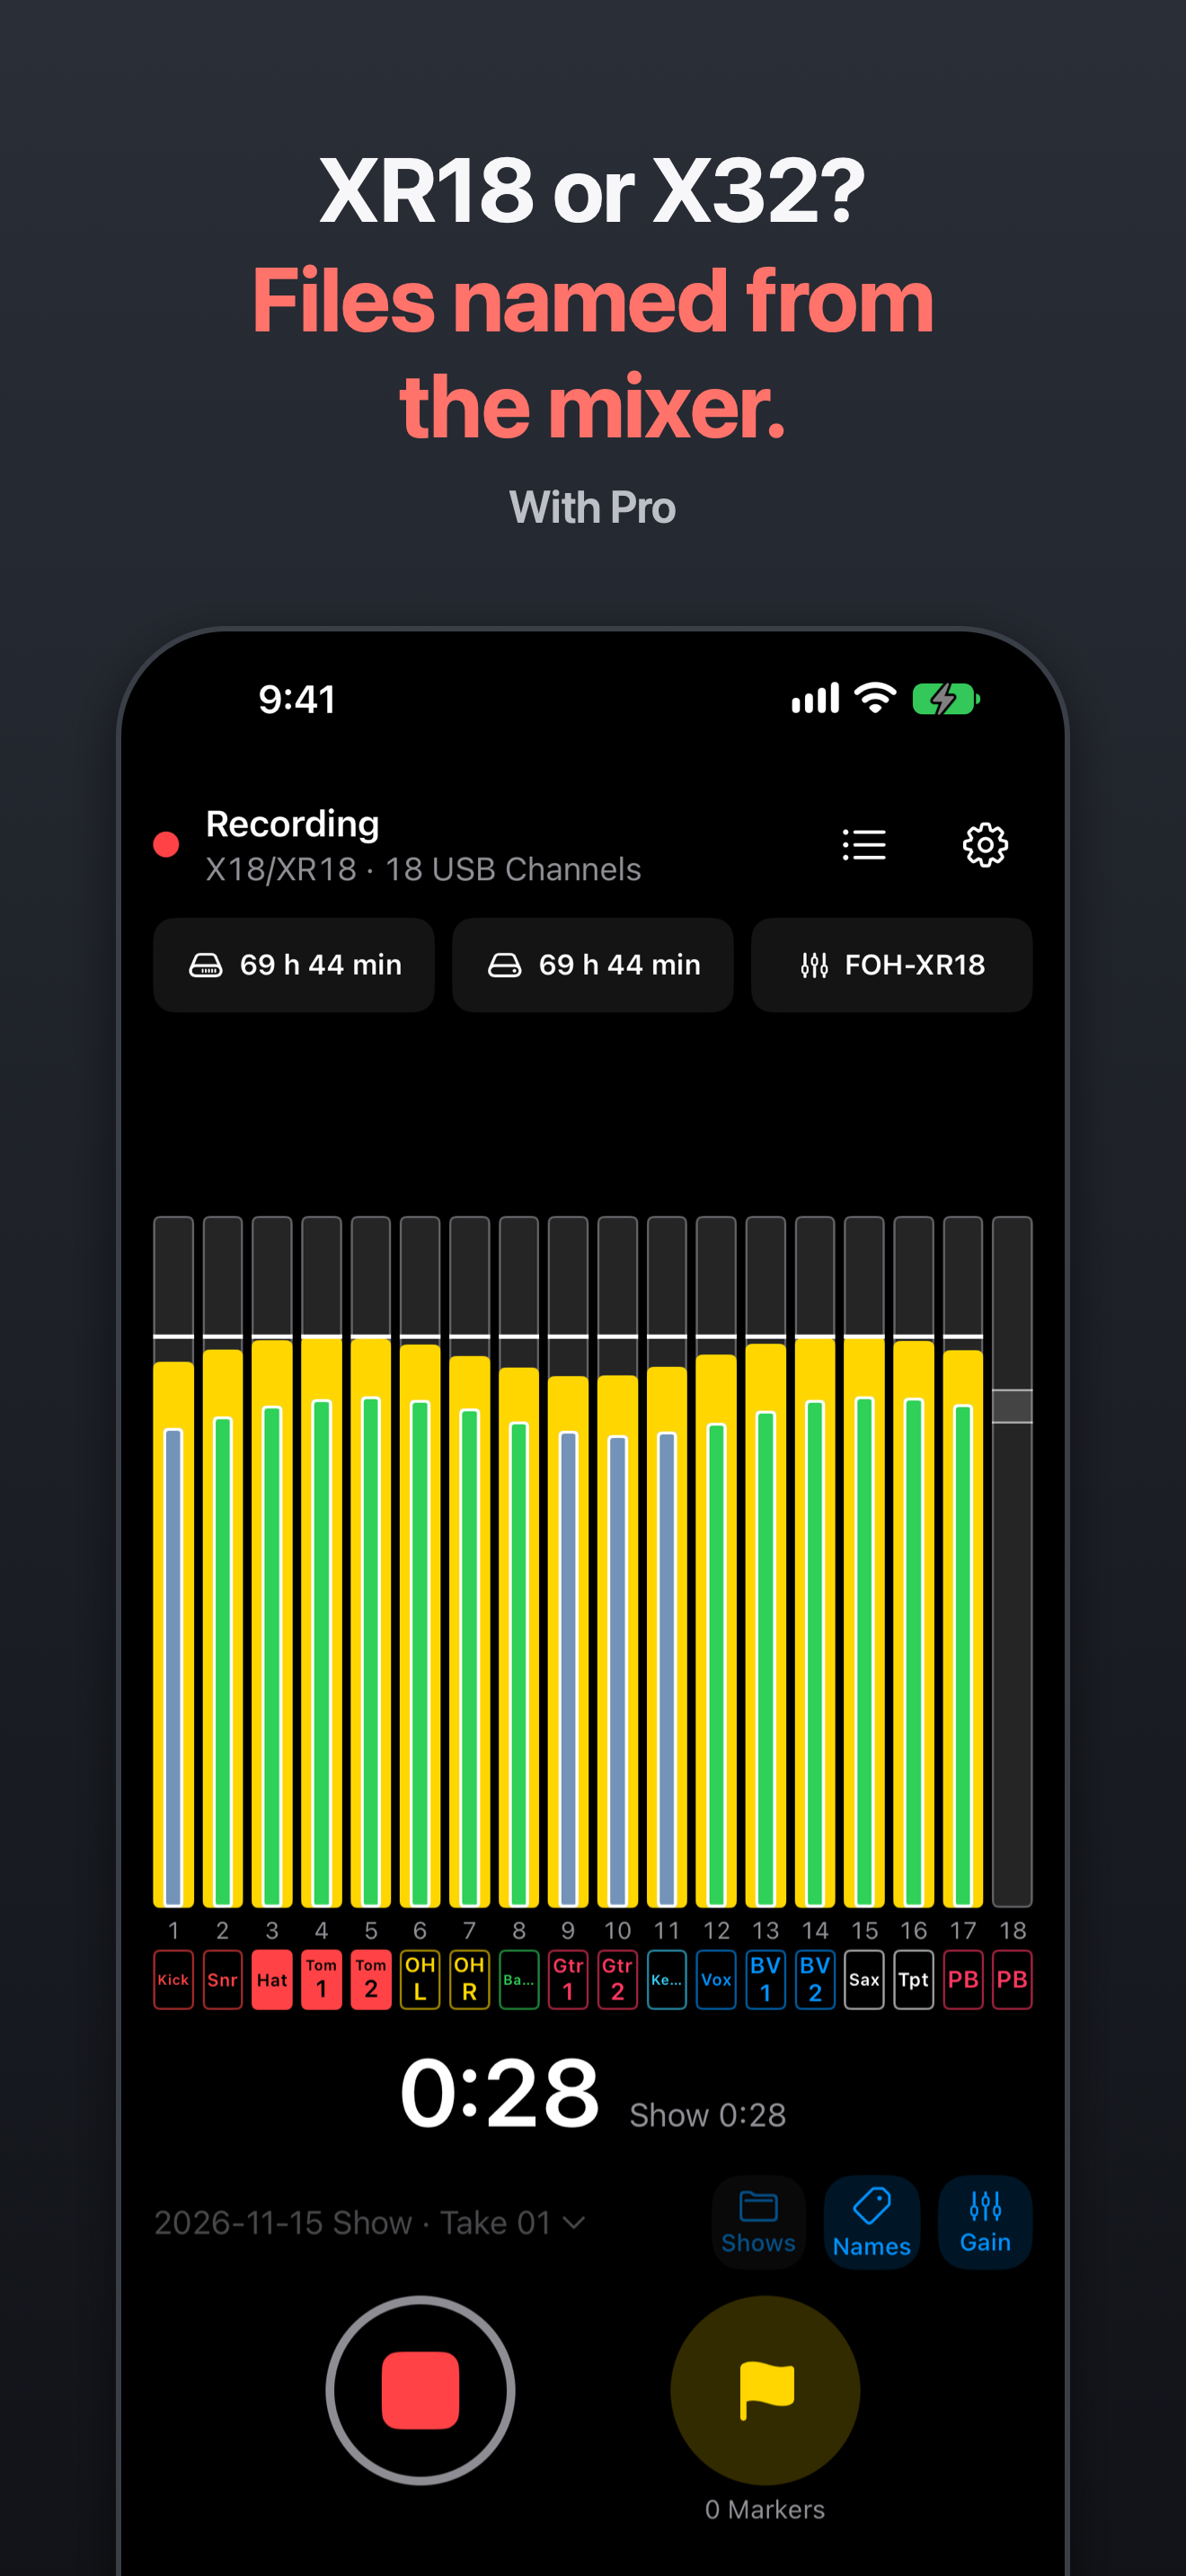 XR18 or X32?
Files named from
the mixer.
With Pro
9:41
Recording
X18/XR18 · 18 USB Channels
69 h 44 min
69 h 44 min
FOH-XR18
1 2 3 4 5 6 7 8 9 10 11 12 13 14 15 16 17 18
Kick Snr Hat Tom 1 Tom 2 OH L OH R Ba... Gtr 1 Gtr 2 Ke... Vox BV 1 BV 2 Sax Tpt PB PB
0:28 Show 0:28
2026-11-15 Show · Take 01
Shows
Names
Gain
0 Markers